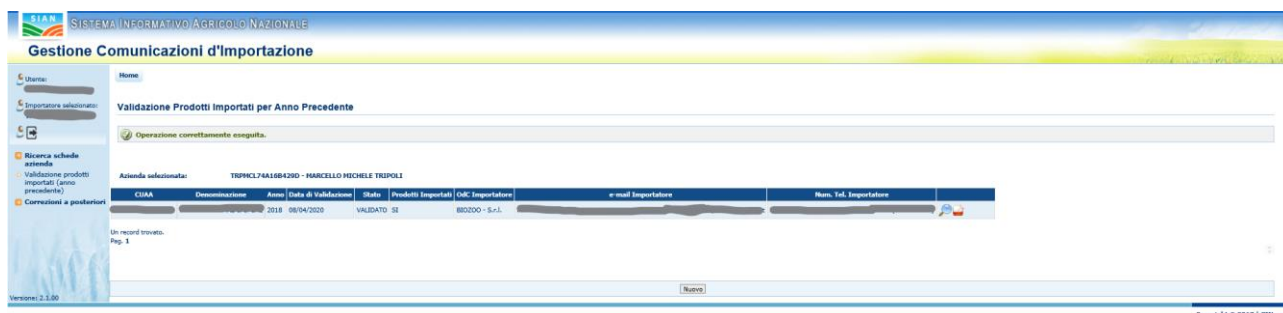 SIAN SISTEMA INFORMATIVO AGRICOLO NAZIONALE
Gestione Comunicazioni d'Importazione
Utente:
Home
Importatore selezionato:
Validazione Prodotti Importati per Anno Precedente
Operazione correttamente eseguita.
Ricerca schede azienda
Validazione prodotti importati (anno precedente)
Correzioni a posteriori
Azienda selezionata: TRPMCL74A16B429D - MARCELLO MICHELE TRIPOLI
CUAA Denominazione Anno Data di Validazione Stato Prodotti Importati OdC Importatore e-mail Importatore Num. Tel. Importatore
2018 08/04/2020 VALIDATO SI BIOZOO - S.r.l.
Un record trovato.
Pag. 1
Nuovo
Versione: 2.1.00